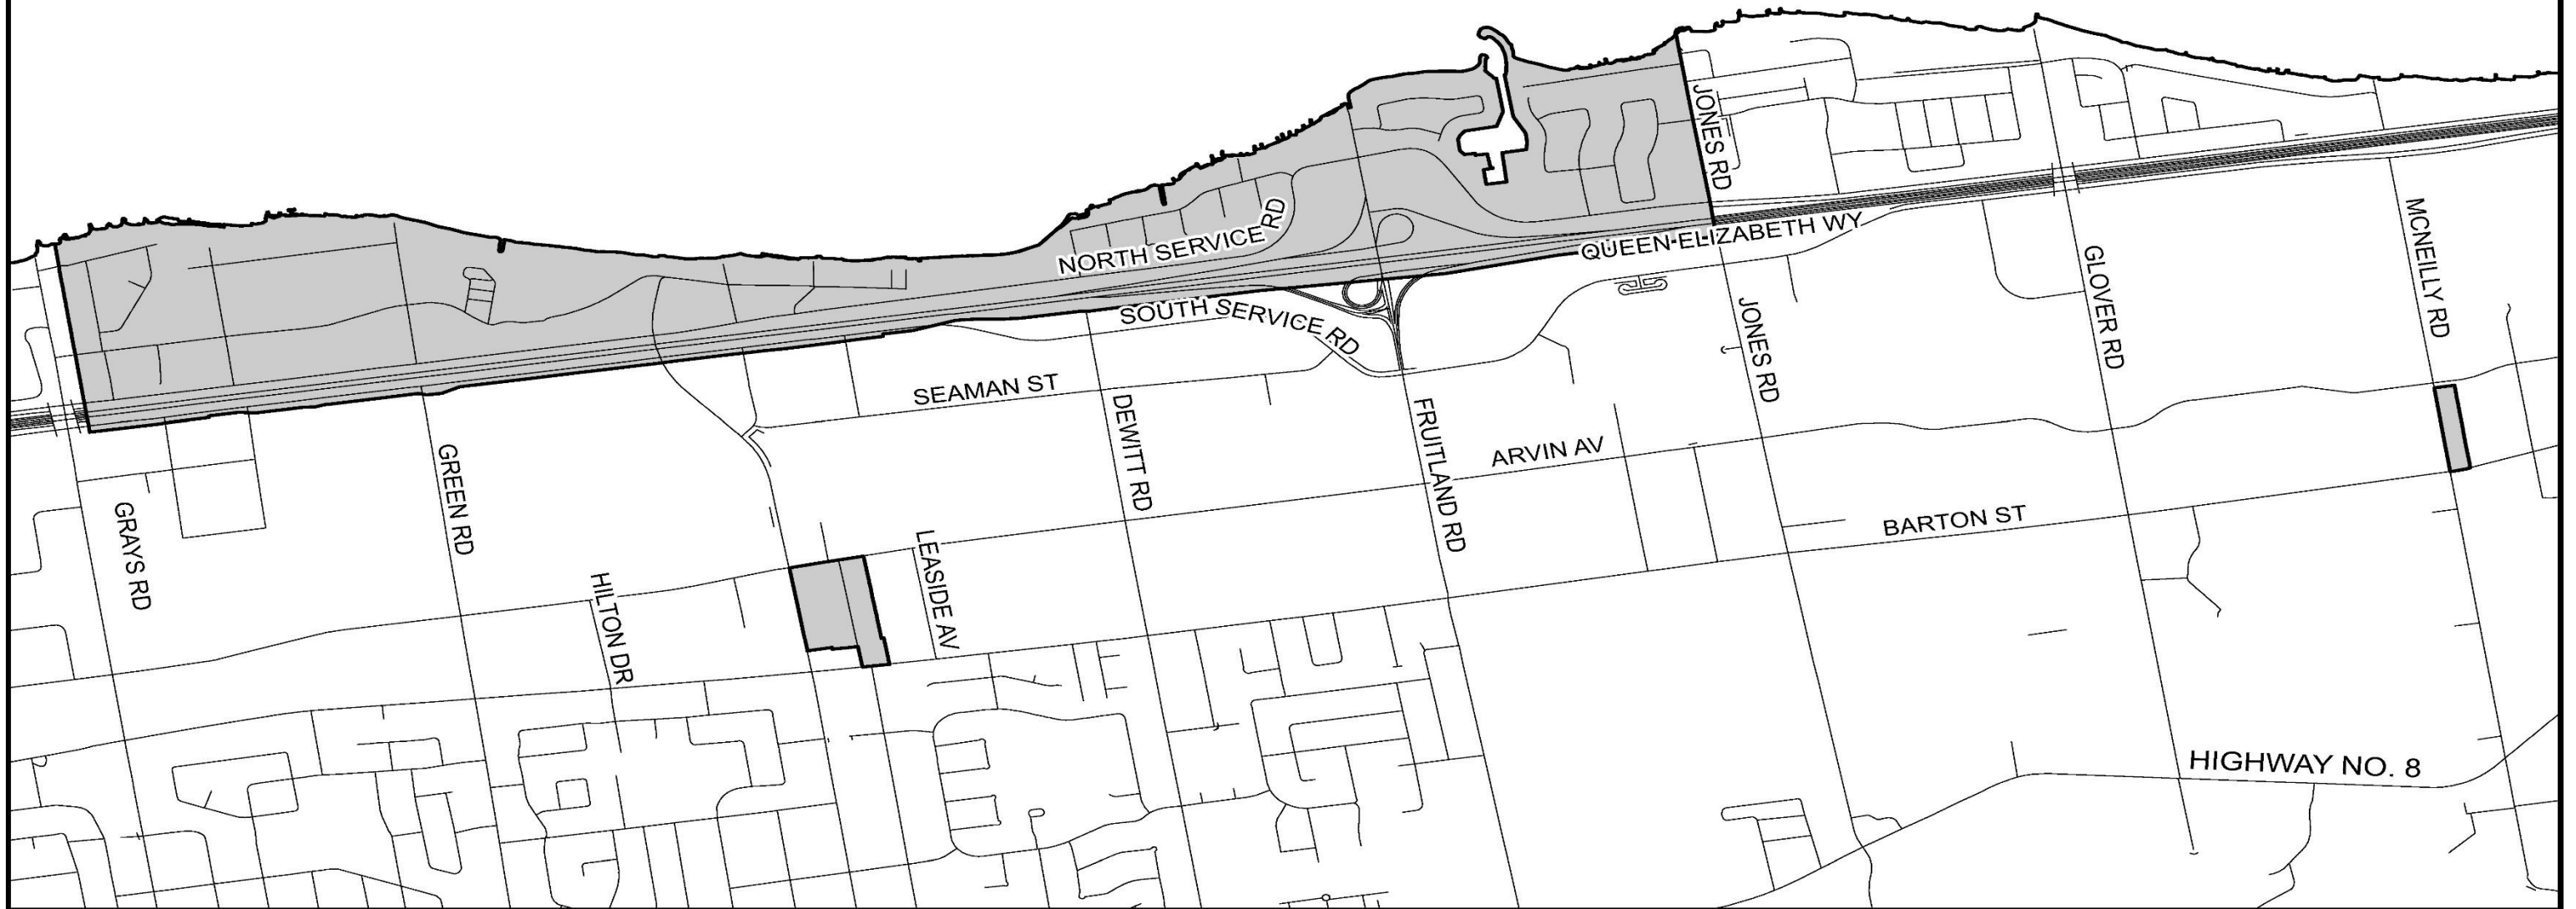 JONES RD
NORTH SERVICE RD
QUEEN ELIZABETH WY
MCNEILLY RD
GLOVER RD
SOUTH SERVICE RD
JONES RD
SEAMAN ST
DEWITT RD
FRUITLAND RD
ARVIN AV
GREEN RD
GRAYS RD
BARTON ST
LEASIDE AV
HILTON DR
HIGHWAY NO. 8